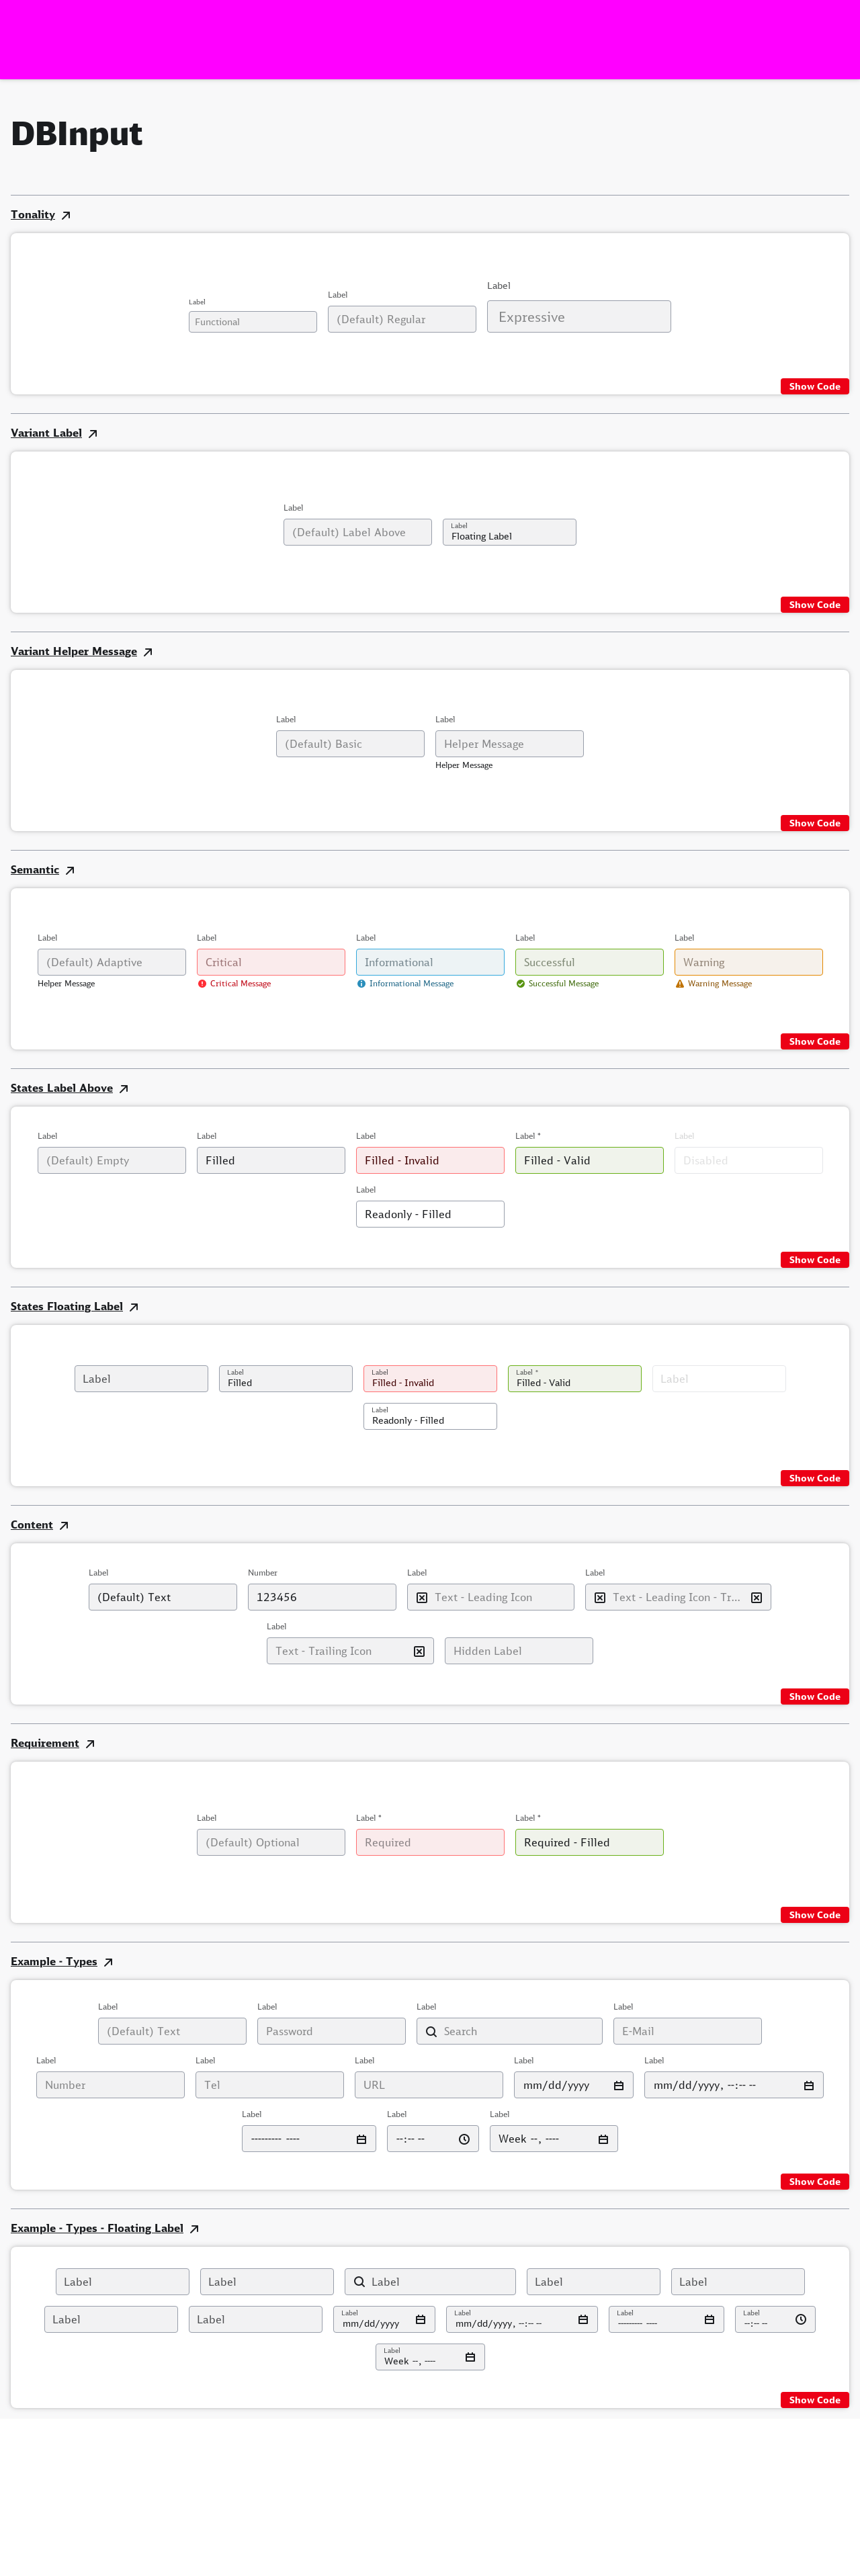 DBInput
Tonality
Label
Label
Label
Functional
(Default) Regular
Expressive
Show Code
Variant Label
Label
(Default) Label Above
Label
Floating Label
Show Code
Variant Helper Message
Label
Label
(Default) Basic
Helper Message
Helper Message
Show Code
Semantic
Label
Label
Label
Label
Label
(Default) Adaptive
Critical
Informational
Successful
Warning
Helper Message
Critical Message
Informational Message
Successful Message
Warning Message
Show Code
States Label Above
Label
Label
Label
Label *
Label
(Default) Empty
Filled
Filled - Invalid
Filled - Valid
Disabled
Label
Readonly - Filled
Show Code
States Floating Label
Label
Label
Filled
Label
Filled - Invalid
Label *
Filled - Valid
Label
Label
Readonly - Filled
Show Code
Content
Label
Number
Label
Label
(Default) Text
123456
Text - Leading Icon
Text - Leading Icon - Tr...
Label
Text - Trailing Icon
Hidden Label
Show Code
Requirement
Label
Label *
Label *
(Default) Optional
Required
Required - Filled
Show Code
Example - Types
Label
Label
Label
Label
(Default) Text
Password
Search
E-Mail
Label
Label
Label
Label
Label
Number
Tel
URL
mm/dd/yyyy
mm/dd/yyyy, --:-- --
Label
Label
Label
--------- ----
--:-- --
Week --, ----
Show Code
Example - Types - Floating Label
Label
Label
Label
Label
Label
Label
Label
Label
mm/dd/yyyy
Label
mm/dd/yyyy, --:-- --
Label
--------- ----
Label
--:-- --
Label
Week --, ----
Show Code